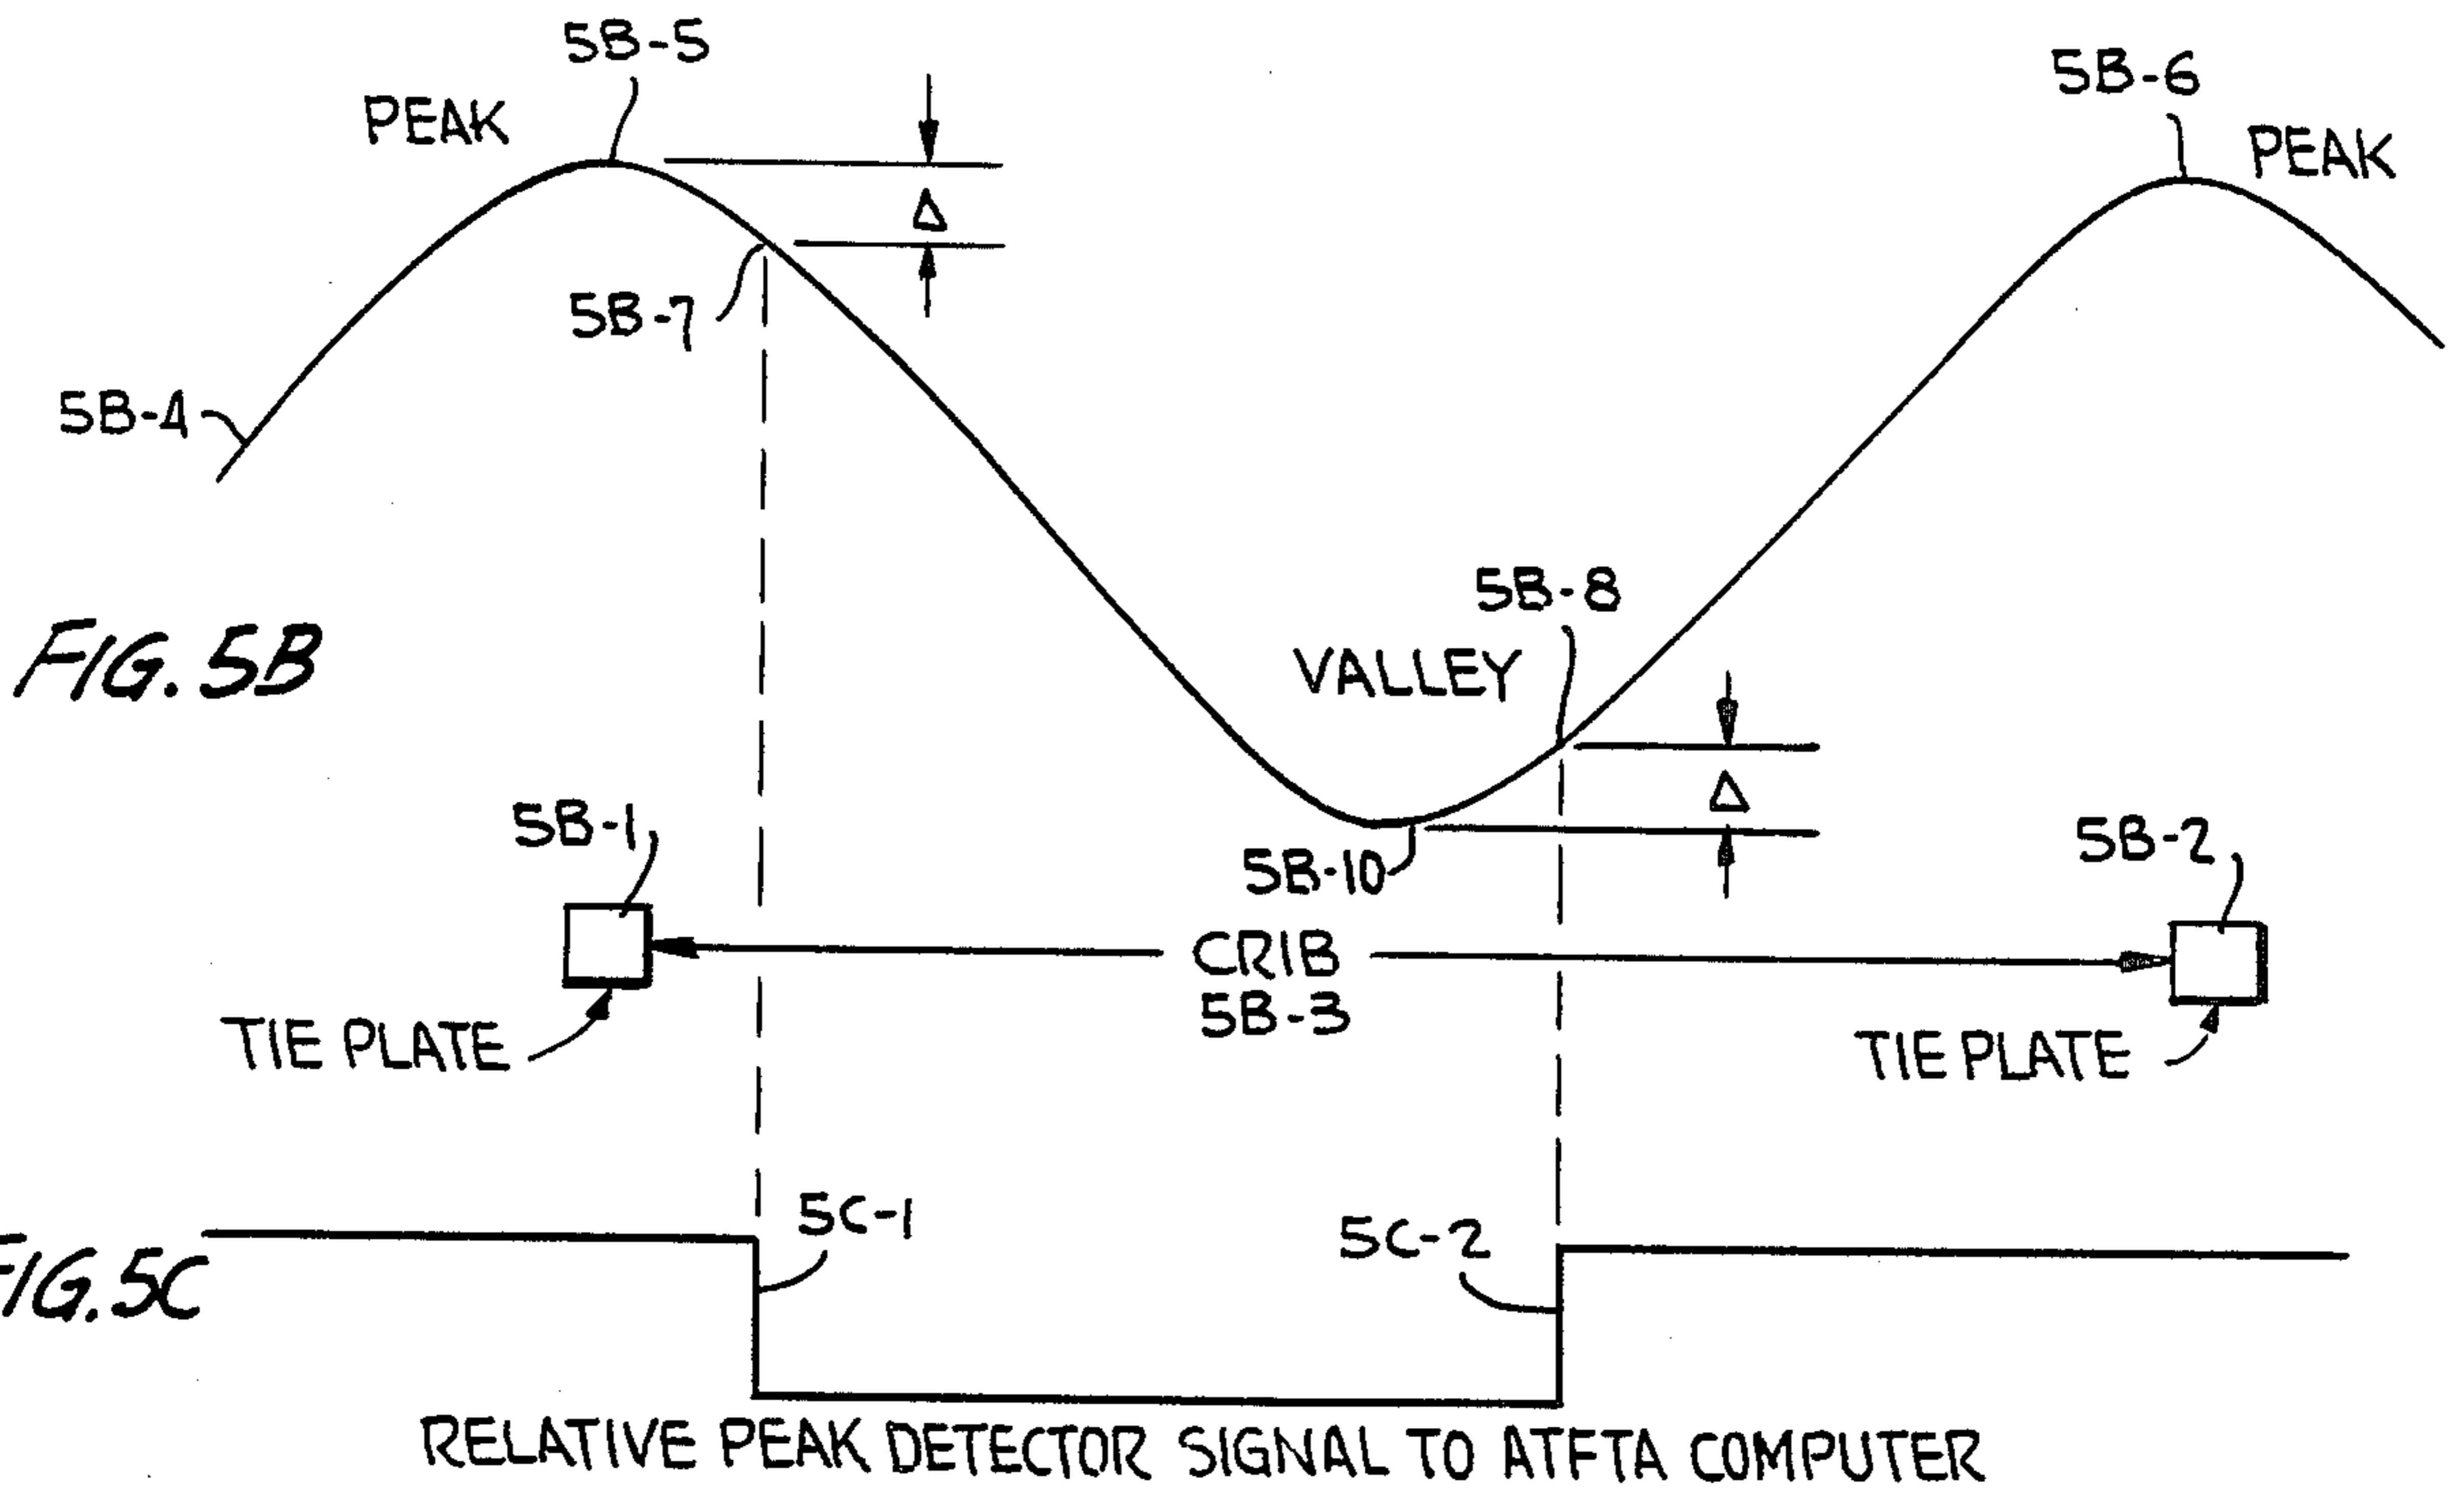 5B-5
5B-6
PEAK
PEAK
Δ
5B-7
5B-4
5B-8
FIG. 5B
VALLEY
Δ
5B-1
5B-2
5B-10
CRIB
5B-3
TIE PLATE
TIE PLATE
5C-1
5C-2
FIG. 5C
RELATIVE PEAK DETECTOR SIGNAL TO ATFTA COMPUTER